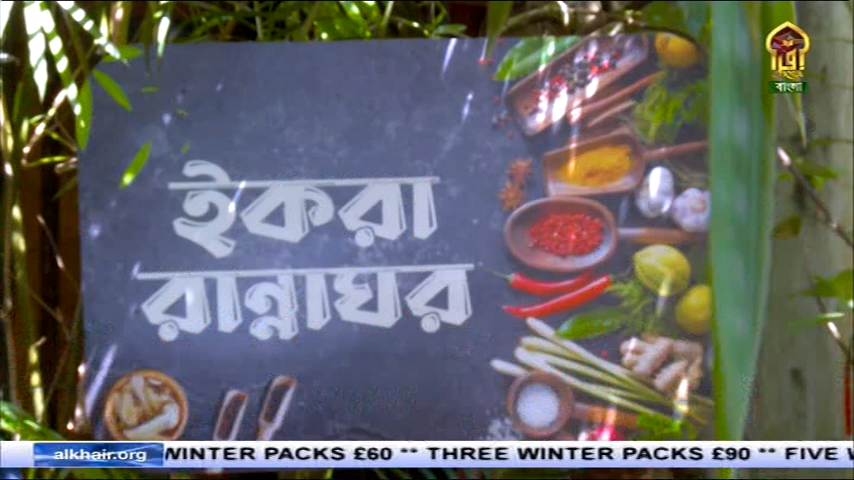 ইকরা
রান্নাঘর
বাংলা
alkhair.org WINTER PACKS £60 ** THREE WINTER PACKS £90 ** FIVE W